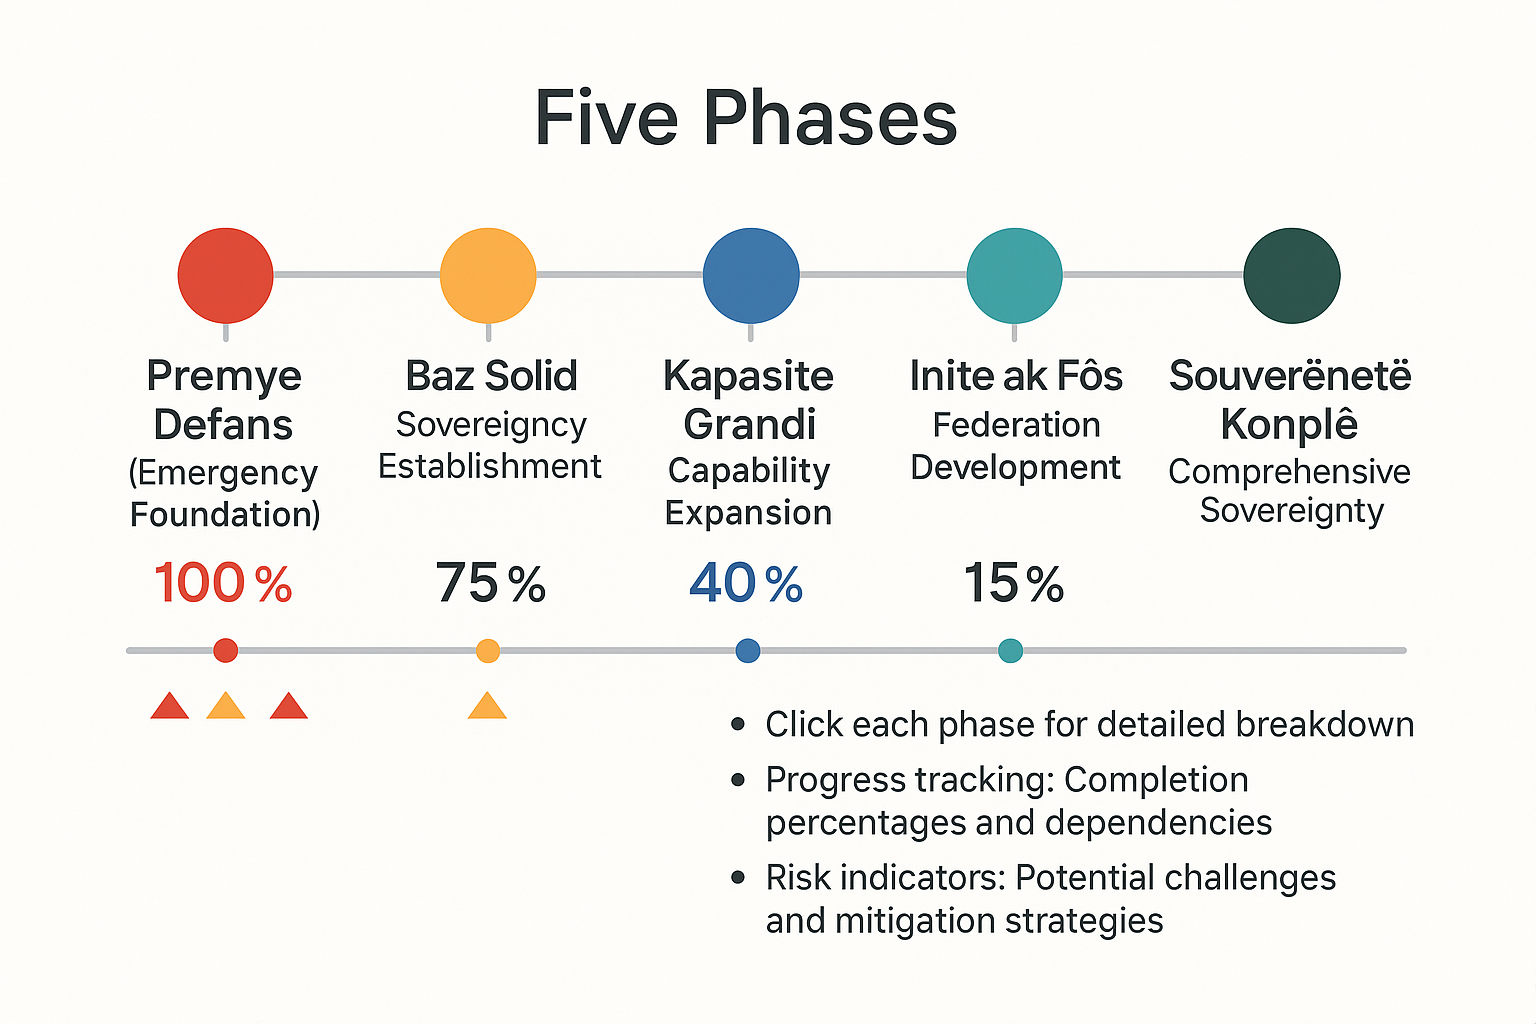 Five Phases
Premye
Defans
(Emergency
Foundation)
100 %
Baz Solid
Sovereigncy
Establishment
75 %
Kapasite
Grandi
Capability
Expansion
40 %
Inite ak Fôs
Federation
Development
15 %
Souverënetë
Konplê
Comprehensive
Sovereignty
• Click each phase for detailed breakdown
• Progress tracking: Completion
percentages and dependencies
• Risk indicators: Potential challenges
and mitigation strategies